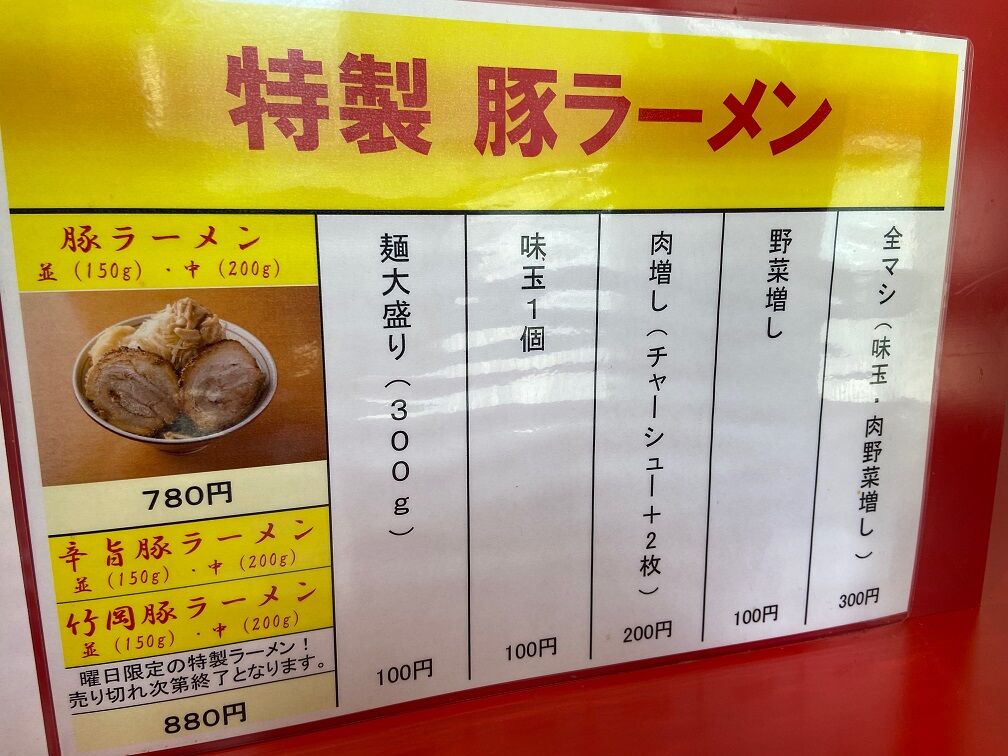 特製 豚ラーメン
豚ラーメン
並(150g)・中(200g)
780円
辛旨豚ラーメン
並(150g)・中(200g)
竹岡豚ラーメン
並(150g)・中(200g)
曜日限定の特製ラーメン!
売り切れ次第終了となります。
880円
麺大盛り(300g)
100円
味玉1個
100円
肉増し(チャーシュー+2枚)
200円
野菜増し
100円
全マシ(味玉・肉野菜増し)
300円